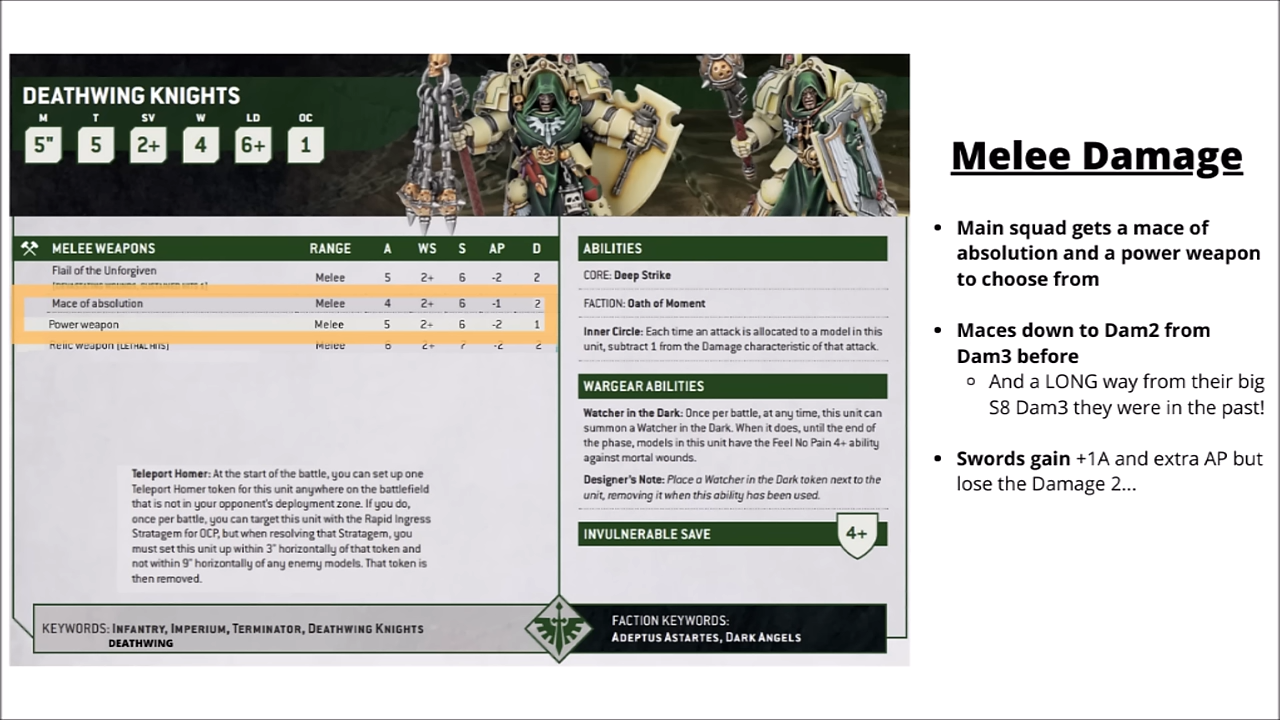 DEATHWING KNIGHTS
M T SV W LD OC
5" 5 2+ 4 6+ 1
MELEE WEAPONS RANGE A WS S AP D
Flail of the Unforgiven Melee 5 2+ 6 -2 2
Mace of absolution Melee 4 2+ 6 -1 2
Power weapon Melee 5 2+ 6 -2 1
Relic weapon [LETHAL HITS] Melee 6 2+ 7 -2 2
Teleport Homer: At the start of the battle, you can set up one
Teleport Homer token for this unit anywhere on the battlefield
that is not in your opponent's deployment zone. If you do,
once per battle, you can target this unit with the Rapid Ingress
Stratagem for 0CP, but when resolving that Stratagem, you
must set this unit up within 3" horizontally of that token and
not within 9" horizontally of any enemy models. That token is
then removed.
ABILITIES
CORE: Deep Strike
FACTION: Oath of Moment
Inner Circle: Each time an attack is allocated to a model in this
unit, subtract 1 from the Damage characteristic of that attack.
WARGEAR ABILITIES
Watcher in the Dark: Once per battle, at any time, this unit can
summon a Watcher in the Dark. When it does, until the end of
the phase, models in this unit have the Feel No Pain 4+ ability
against mortal wounds.
Designer's Note: Place a Watcher in the Dark token next to the
unit, removing it when this ability has been used.
INVULNERABLE SAVE 4+
KEYWORDS: INFANTRY, IMPERIUM, TERMINATOR, DEATHWING KNIGHTS
DEATHWING
FACTION KEYWORDS:
ADEPTUS ASTARTES, DARK ANGELS
Melee Damage
• Main squad gets a mace of
absolution and a power weapon
to choose from
• Maces down to Dam2 from
Dam3 before
○ And a LONG way from their big
S8 Dam3 they were in the past!
• Swords gain +1A and extra AP but
lose the Damage 2...